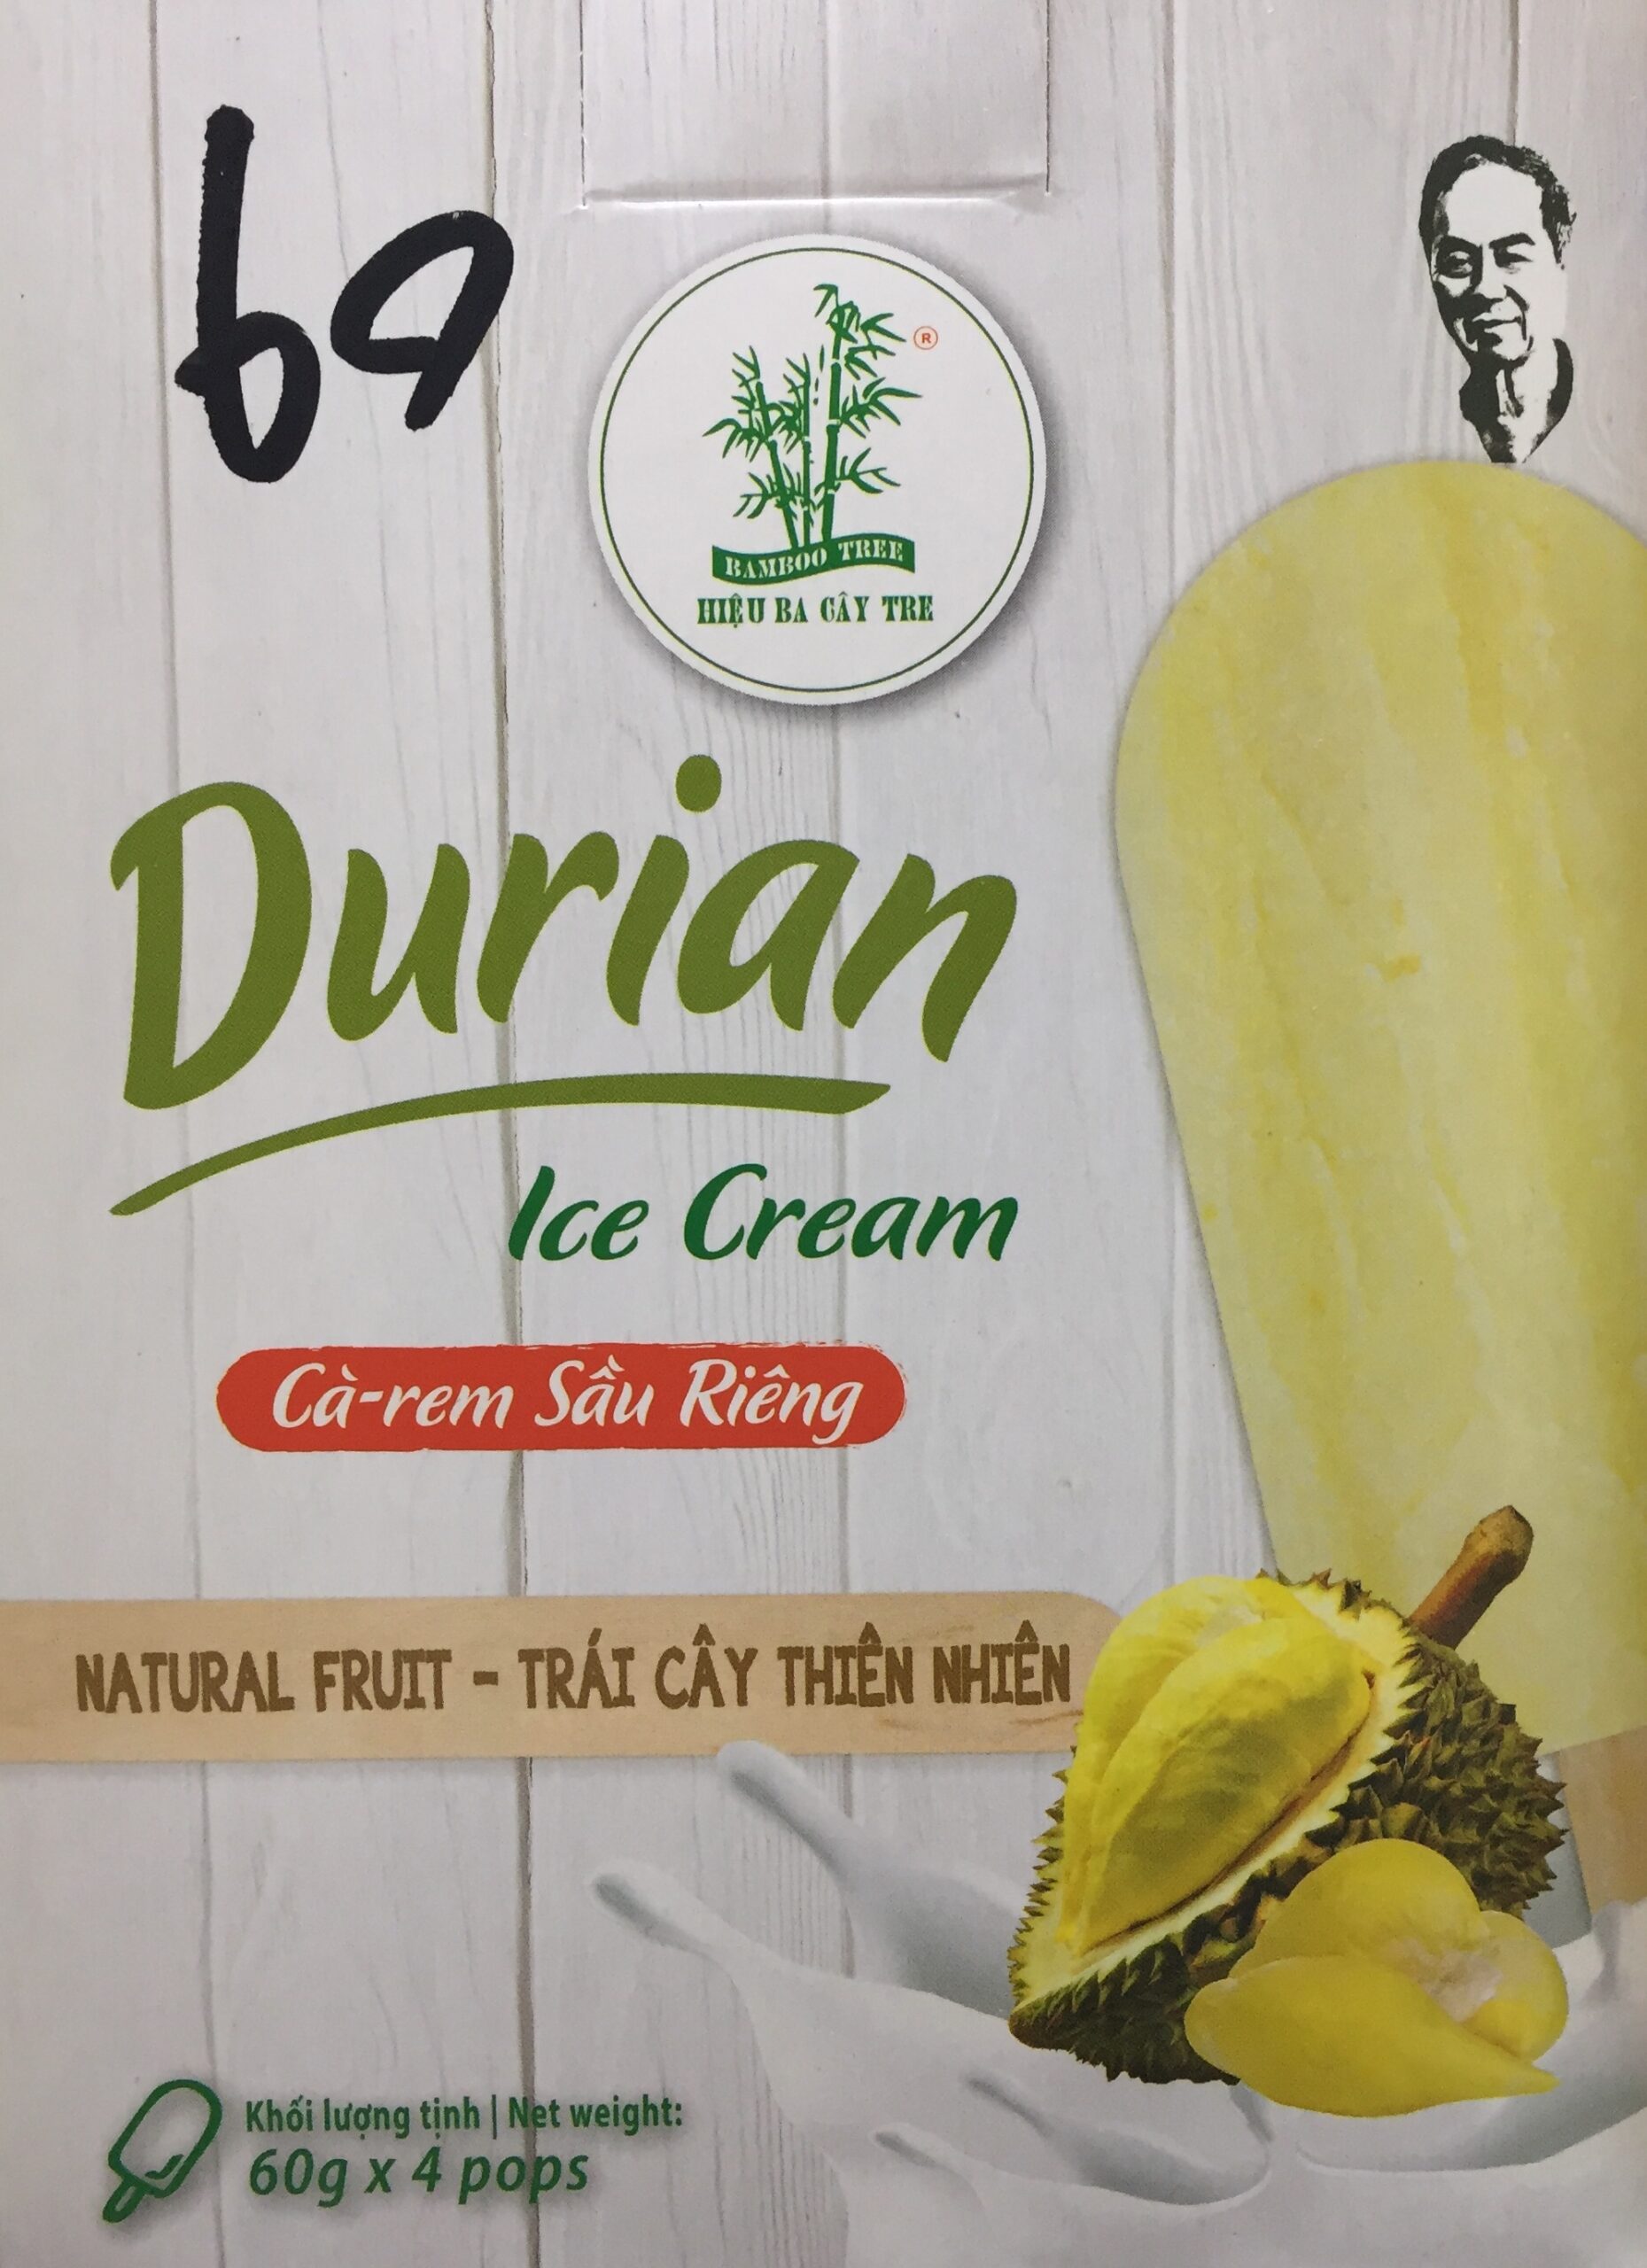 69
®
BAMBOO TREE
HIỆU BA CÂY TRE
Durian
Ice Cream
Cà-rem Sầu Riêng
NATURAL FRUIT - TRÁI CÂY THIÊN NHIÊN
Khối lượng tịnh | Net weight:
60g x 4 pops